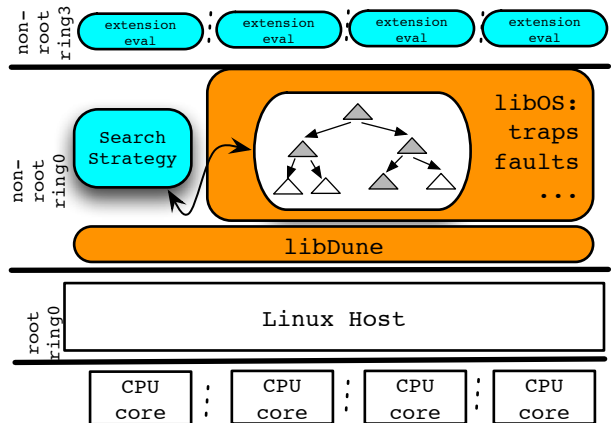 non-
root
ring3
extension
eval
extension
eval
extension
eval
extension
eval
non-
root
ring0
Search
Strategy
libOS:
traps
faults
...
libDune
root
ring0
Linux Host
CPU
core
CPU
core
CPU
core
CPU
core